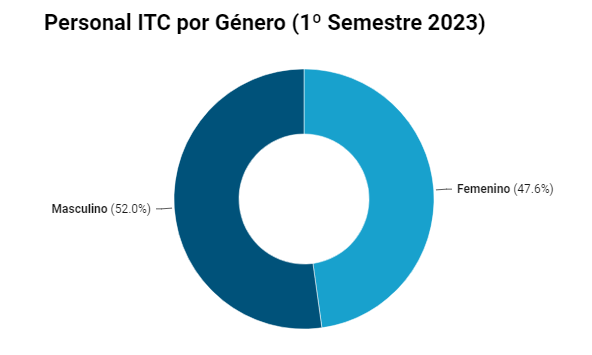 Personal ITC por Género (1º Semestre 2023)
Femenino (47.6%)
Masculino (52.0%)